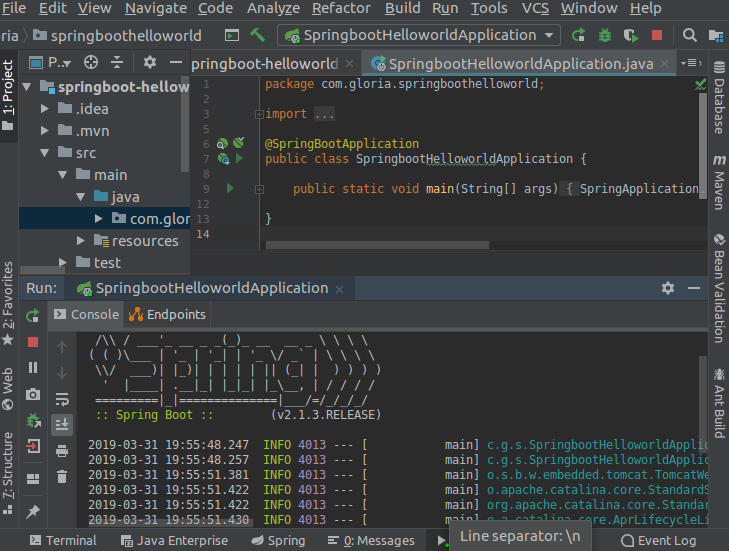 File Edit View Navigate Code Analyze Refactor Build Run Tools VCS Window Help
ria springboothelloworld SpringbootHelloworldApplication
1: Project
P..
springboot-hellow
.idea
.mvn
src
main
java
com.glor
resources
test
pringboot-helloworld SpringbootHelloworldApplication.java
1 package com.gloria.springboothelloworld;
2
3 import ...
5
6 @SpringBootApplication
7 public class SpringbootHelloworldApplication {
8
9 public static void main(String[] args) { SpringApplication
12
13 }
14
Database
Maven
Bean Validation
Ant Build
2: Favorites
Web
7: Structure
Run: SpringbootHelloworldApplication
Console Endpoints
 /\\ / ___'_ __ _ _(_)_ __  __ _ \ \ \ \
( ( )\___ | '_ | '_| | '_ \/ _` | \ \ \ \
 \\/  ___)| |_)| | | | | || (_| |  ) ) ) )
  '  |____| .__|_| |_|_| |_\__, | / / / /
 =========|_|==============|___/=/_/_/_/
 :: Spring Boot ::        (v2.1.3.RELEASE)
2019-03-31 19:55:48.247 INFO 4013 --- [ main] c.g.s.SpringbootHelloworldApplic
2019-03-31 19:55:48.257 INFO 4013 --- [ main] c.g.s.SpringbootHelloworldApplic
2019-03-31 19:55:51.381 INFO 4013 --- [ main] o.s.b.w.embedded.tomcat.TomcatWe
2019-03-31 19:55:51.422 INFO 4013 --- [ main] o.apache.catalina.core.StandardS
2019-03-31 19:55:51.422 INFO 4013 --- [ main] org.apache.catalina.core.Standar
2019-03-31 19:55:51.430 INFO 4013 --- [ main] o.a.catalina.core.AprLifecycleLi
Terminal Java Enterprise Spring 0: Messages Line separator: \n Event Log